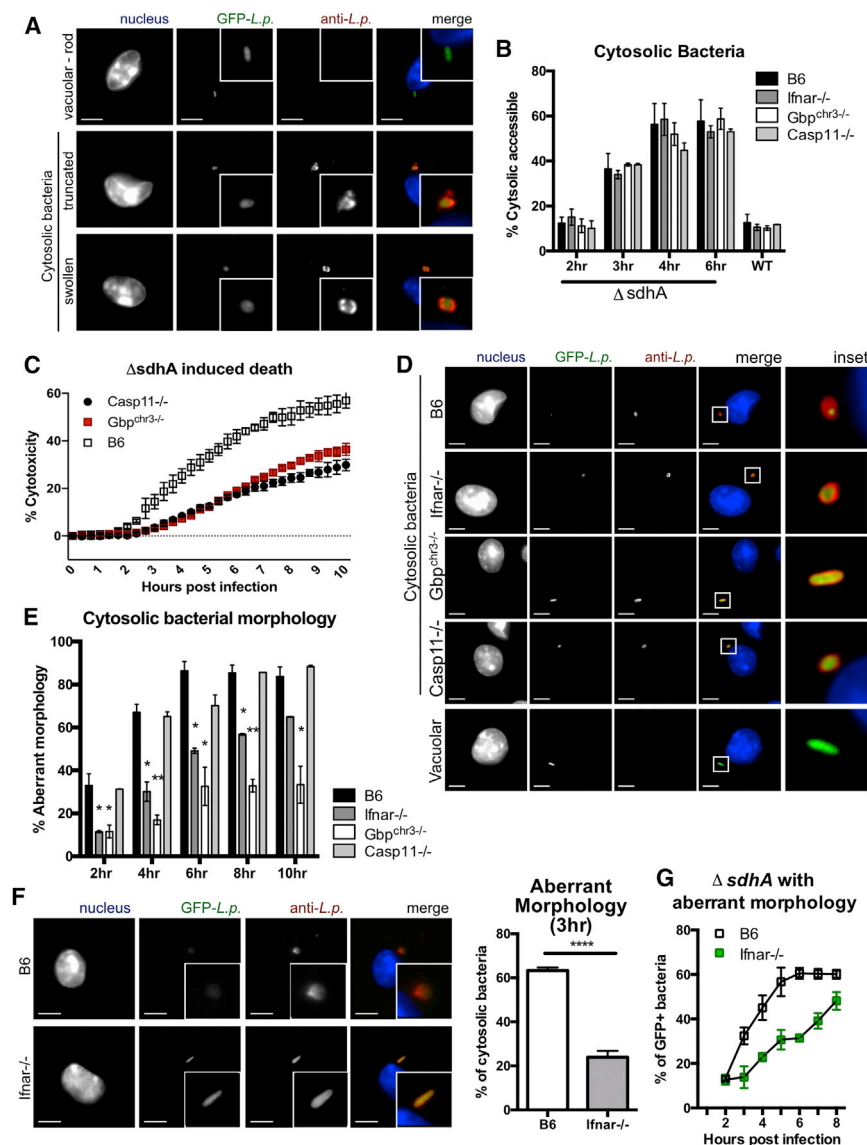 A
nucleus GFP-L.p. anti-L.p. merge
vacuolar - rod
Cytosolic bacteria
truncated
swollen
B
Cytosolic Bacteria
B6
Ifnar-/-
Gbpchr3-/-
Casp11-/-
% Cytsolic accessible
80
60
40
20
0
2hr 3hr 4hr 6hr WT
Δ sdhA
C
ΔsdhA induced death
Casp11-/-
Gbpchr3-/-
B6
% Cytotoxicity
60
40
20
0
0 1 2 3 4 5 6 7 8 9 10
Hours post infection
D
nucleus GFP-L.p. anti-L.p. merge inset
Cytosolic bacteria
B6
Ifnar-/-
Gbpchr3-/-
Casp11-/-
Vacuolar
E
Cytosolic bacterial morphology
% Aberrant morphology
100
80
60
40
20
0
* *
* **
* *
* **
*
2hr 4hr 6hr 8hr 10hr
B6
Ifnar-/-
Gbpchr3-/-
Casp11-/-
F
nucleus GFP-L.p. anti-L.p. merge
B6
Ifnar-/-
Aberrant
Morphology
(3hr)
****
% of cytosolic bacteria
80
60
40
20
0
B6 Ifnar-/-
G
Δ sdhA with
aberrant morphology
B6
Ifnar-/-
% of GFP+ bacteria
80
60
40
20
0
2 4 6 8
Hours post infection